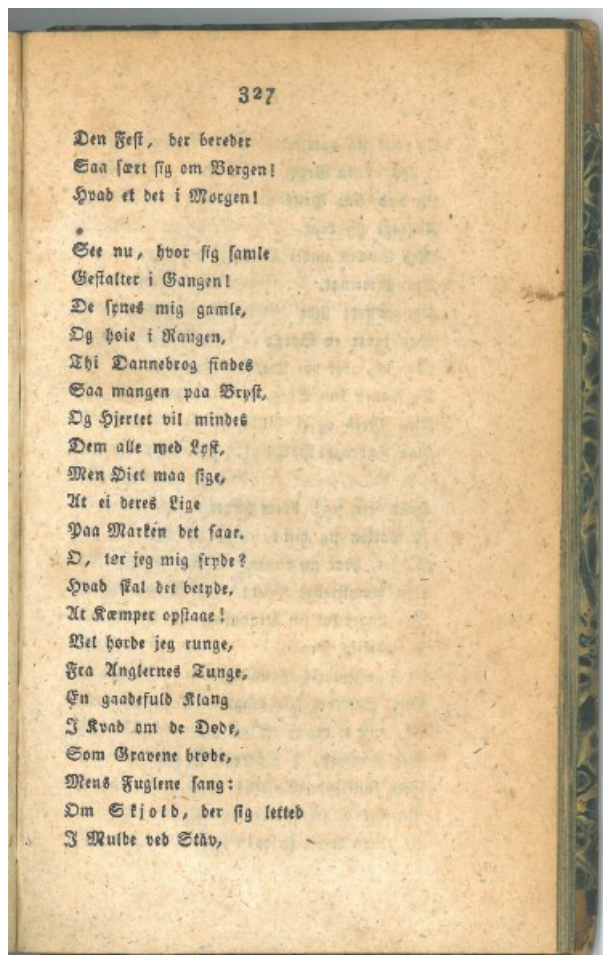 327
Den Fest, der bereder
Saa sært sig om Borgen!
Hvad et det i Morgen!
See nu, hvor sig samle
Gestalter i Gangen!
De synes mig gamle,
Og høie i Rangen,
Thi Dannebrog findes
Saa mangen paa Bryst,
Og Hjertet vil mindes
Dem alle med Lyst,
Men Øiet maa sige,
At ei deres Lige
Paa Marken det saae.
O, tør jeg mig fryde?
Hvad skal det betyde,
At Kæmper opstaae!
Vel hørde jeg runge,
Fra Anglernes Tunge,
En gaadefuld Klang
I Kvad om de Døde,
Som Gravene brøde,
Mens Fuglene sang:
Om Skjold, der sig letted
I Mulde ved Stäv,